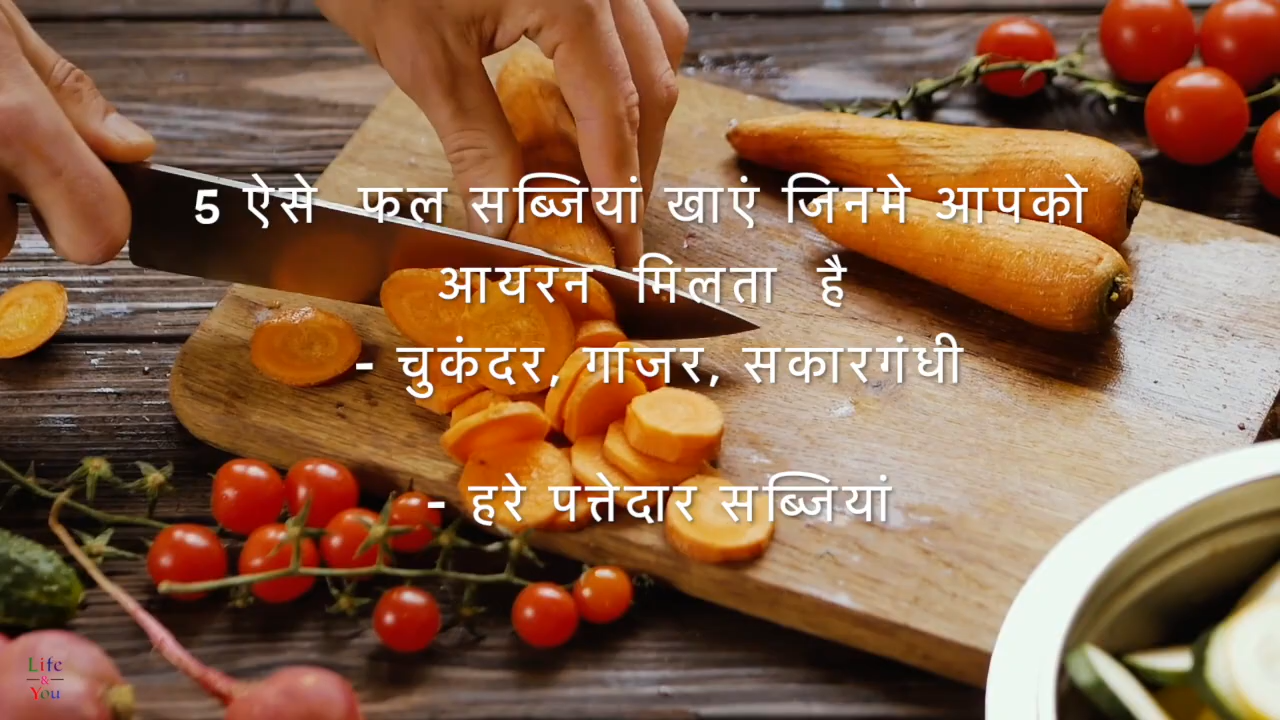 5 ऐसे फल सब्जियां खाएं जिनमे आपको
आयरन मिलता है
- चुकंदर, गाजर, सकारगंधी
- हरे पत्तेदार सब्जियां
Life
&
You